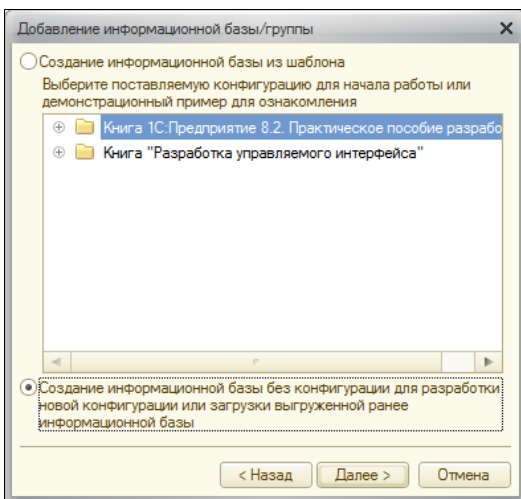 Добавление информационной базы/группы
Создание информационной базы из шаблона
Выберите поставляемую конфигурацию для начала работы или
демонстрационный пример для ознакомления
Книга 1С:Предприятие 8.2. Практическое пособие разрабо
Книга "Разработка управляемого интерфейса"
Создание информационной базы без конфигурации для разработки
новой конфигурации или загрузки выгруженной ранее
информационной базы
< Назад Далее > Отмена